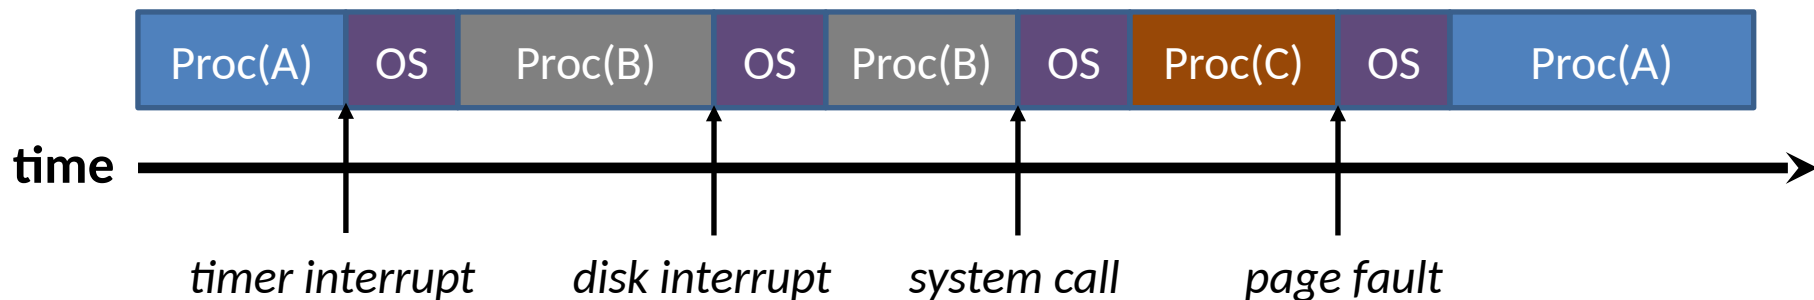 Proc(A) OS Proc(B) OS Proc(B) OS Proc(C) OS Proc(A)
time
timer interrupt disk interrupt system call page fault